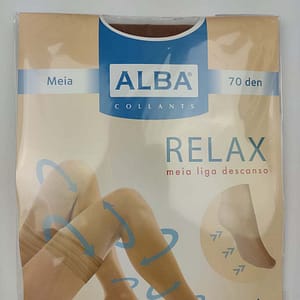 Meia
ALBA®
70 den
COLLANTS
RELAX
meia liga descanso